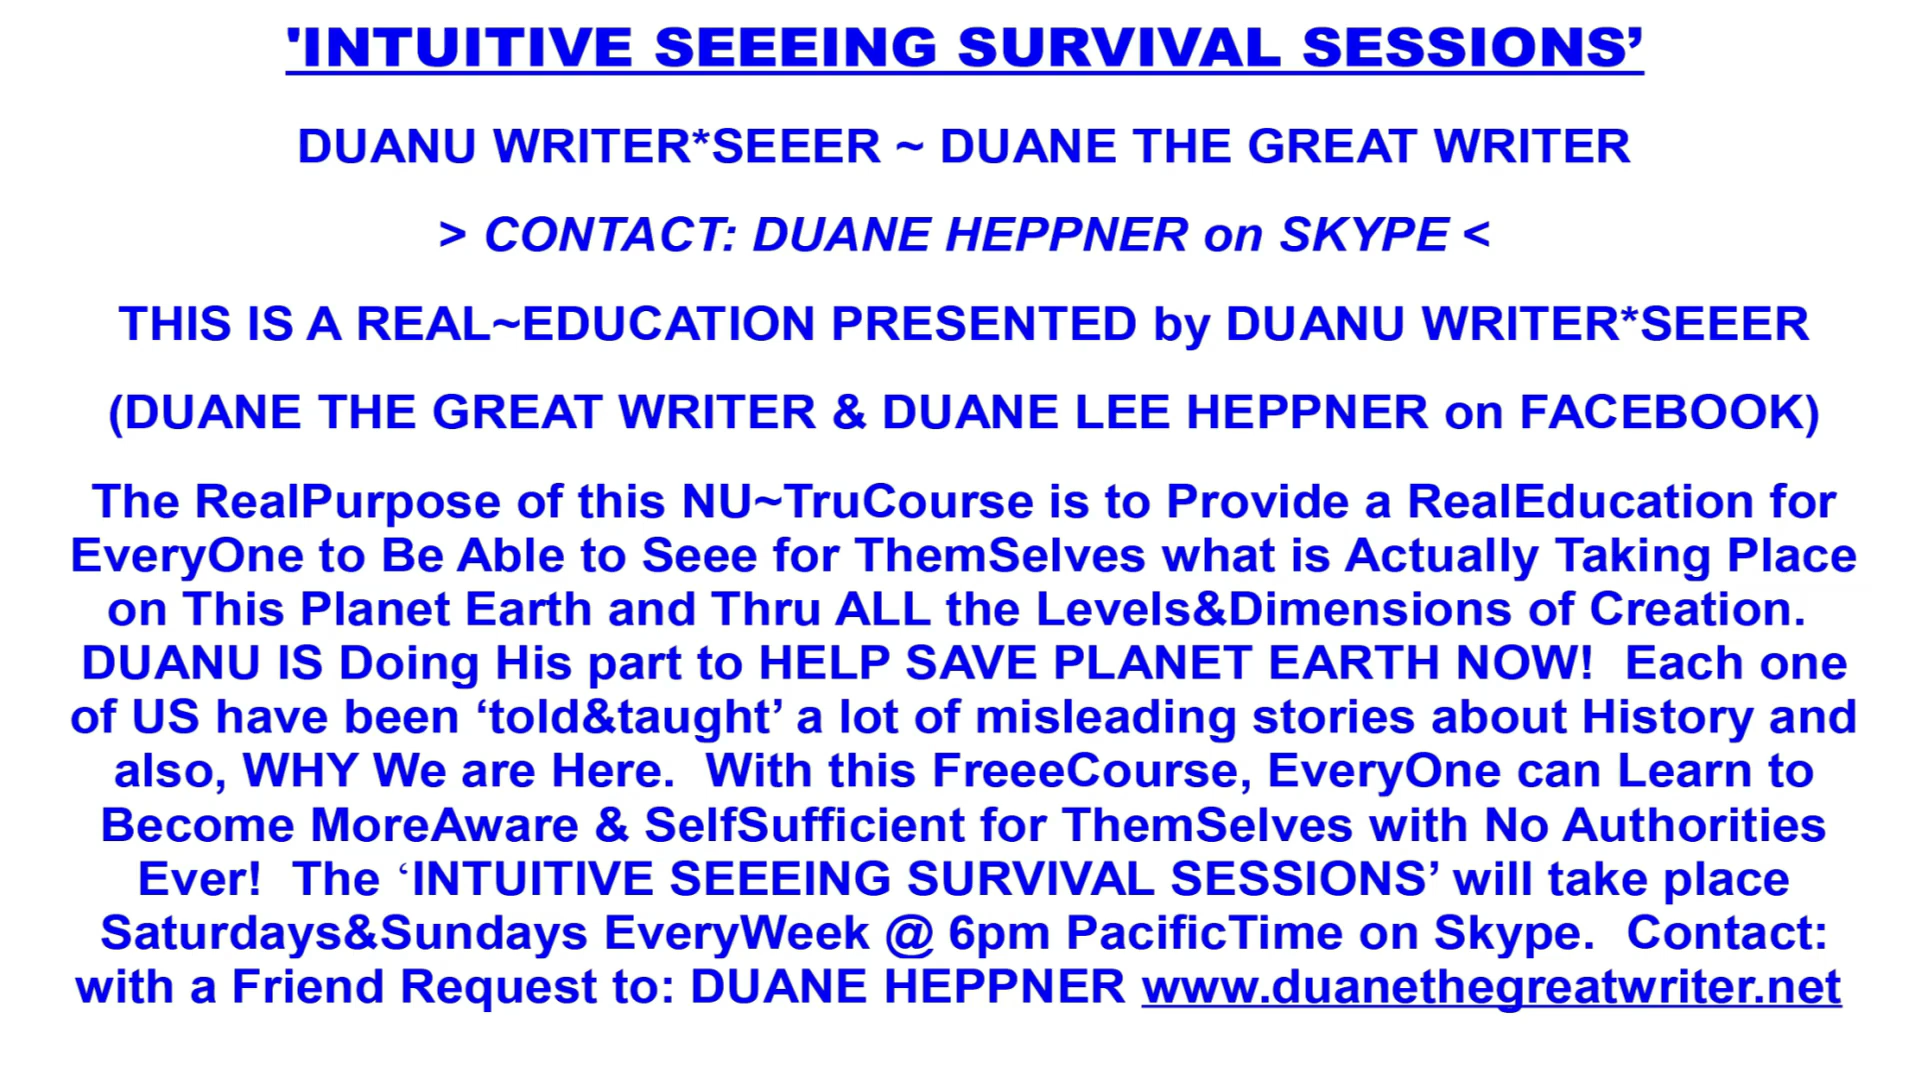 'INTUITIVE SEEEING SURVIVAL SESSIONS’
DUANU WRITER*SEEER ~ DUANE THE GREAT WRITER
> CONTACT: DUANE HEPPNER on SKYPE <
THIS IS A REAL~EDUCATION PRESENTED by DUANU WRITER*SEEER
(DUANE THE GREAT WRITER & DUANE LEE HEPPNER on FACEBOOK)
The RealPurpose of this NU~TruCourse is to Provide a RealEducation for
EveryOne to Be Able to Seee for ThemSelves what is Actually Taking Place
on This Planet Earth and Thru ALL the Levels&Dimensions of Creation.
DUANU IS Doing His part to HELP SAVE PLANET EARTH NOW!  Each one
of US have been ‘told&taught’ a lot of misleading stories about History and
also, WHY We are Here.  With this FreeeCourse, EveryOne can Learn to
Become MoreAware & SelfSufficient for ThemSelves with No Authorities
Ever!  The ‘INTUITIVE SEEEING SURVIVAL SESSIONS’ will take place
Saturdays&Sundays EveryWeek @ 6pm PacificTime on Skype.  Contact:
with a Friend Request to: DUANE HEPPNER www.duanethegreatwriter.net